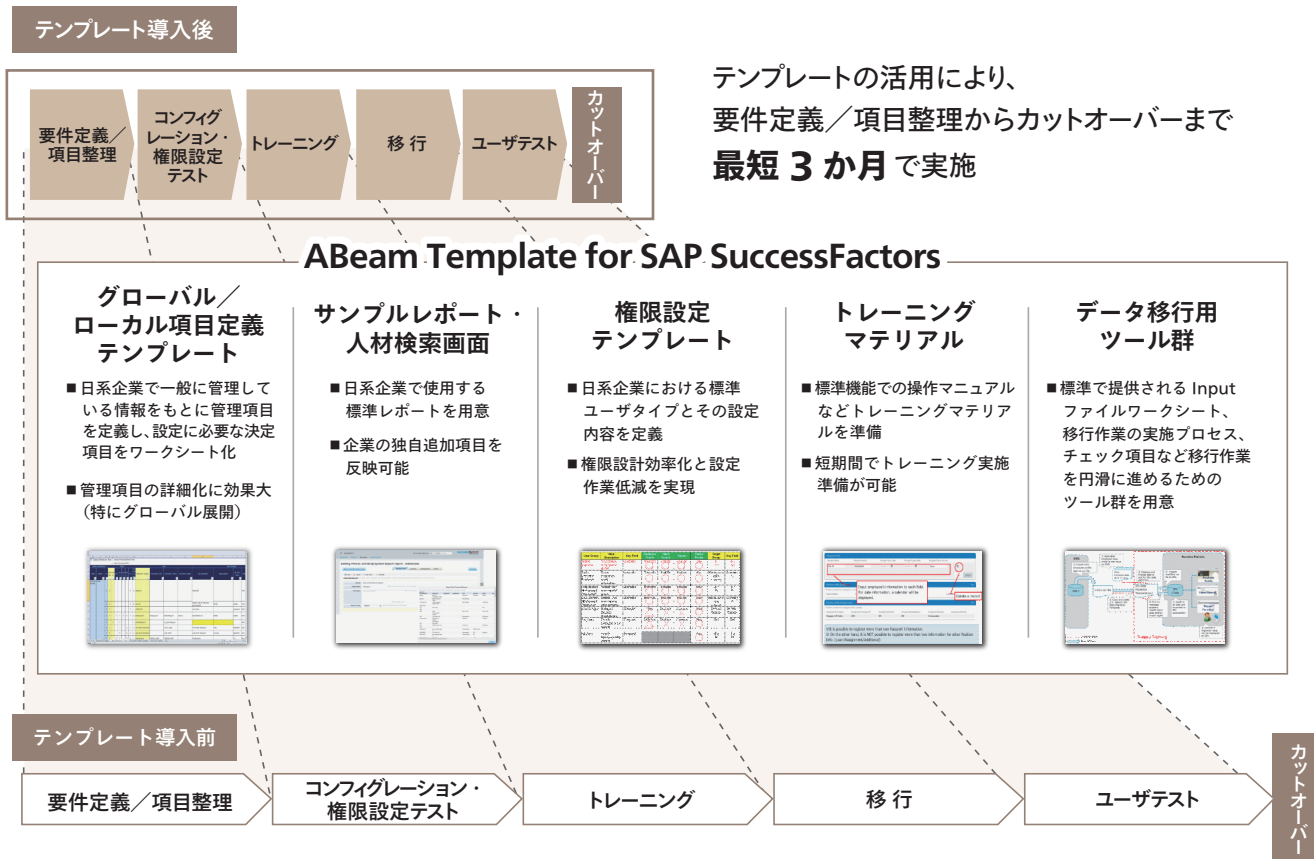 テンプレート導入後
要件定義／
項目整理
コンフィグ
レーション・
権限設定
テスト
トレーニング
移 行
ユーザテスト
カットオーバー
テンプレートの活用により、
要件定義／項目整理からカットオーバーまで
最短 3 か月で実施
ABeam Template for SAP SuccessFactors
グローバル／
ローカル項目定義
テンプレート
■日系企業で一般に管理して
いる情報をもとに管理項目
を定義し、設定に必要な決定
項目をワークシート化
■管理項目の詳細化に効果大
（特にグローバル展開）
サンプルレポート・
人材検索画面
■日系企業で使用する
標準レポートを用意
■企業の独自追加項目を
反映可能
権限設定
テンプレート
■日系企業における標準
ユーザタイプとその設定
内容を定義
■権限設計効率化と設定
作業低減を実現
トレーニング
マテリアル
■標準機能での操作マニュアル
などトレーニングマテリア
ルを準備
■短期間でトレーニング実施
準備が可能
データ移行用
ツール群
■標準で提供される Input
ファイルワークシート、
移行作業の実施プロセス、
チェック項目など移行作業
を円滑に進めるための
ツール群を用意
テンプレート導入前
要件定義／項目整理
コンフィグレーション・
権限設定テスト
トレーニング
移 行
ユーザテスト
カットオーバー